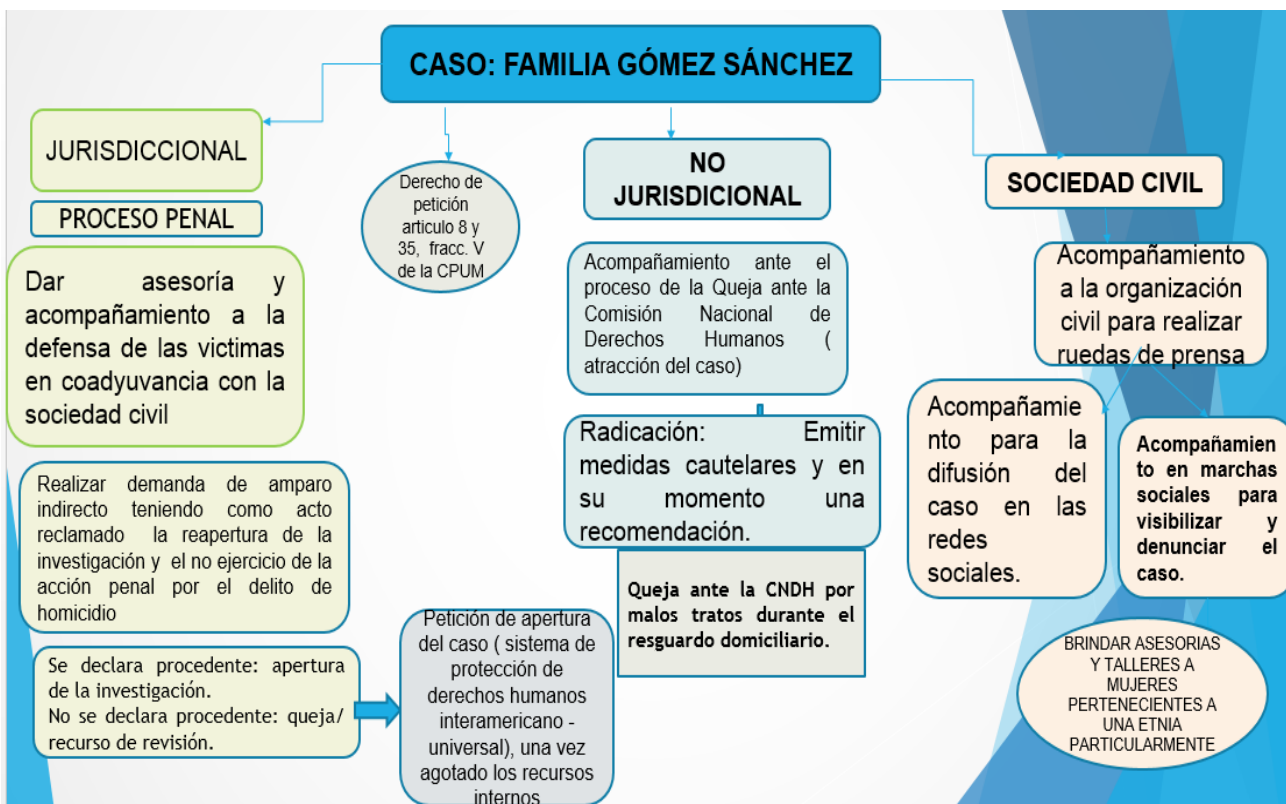 CASO: FAMILIA GÓMEZ SÁNCHEZ
JURISDICCIONAL
PROCESO PENAL
Dar asesoría y
acompañamiento a la
defensa de las victimas
en coadyuvancia con la
sociedad civil
Realizar demanda de amparo
indirecto teniendo como acto
reclamado la reapertura de la
investigación y el no ejercicio de la
acción penal por el delito de
homicidio
Se declara procedente: apertura
de la investigación.
No se declara procedente: queja/
recurso de revisión.
Derecho de
petición
articulo 8 y
35, fracc. V
de la CPUM
Petición de apertura
del caso ( sistema de
protección de
derechos humanos
interamericano -
universal), una vez
agotado los recursos
internos
NO
JURISDICIONAL
Acompañamiento ante el
proceso de la Queja ante la
Comisión Nacional de
Derechos Humanos (
atracción del caso)
Radicación: Emitir
medidas cautelares y en
su momento una
recomendación.
Queja ante la CNDH por
malos tratos durante el
resguardo domiciliario.
SOCIEDAD CIVIL
Acompañamiento
a la organización
civil para realizar
ruedas de prensa
Acompañamie
nto para la
difusión del
caso en las
redes
sociales.
Acompañamien
to en marchas
sociales para
visibilizar y
denunciar el
caso.
BRINDAR ASESORIAS
Y TALLERES A
MUJERES
PERTENECIENTES A
UNA ETNIA
PARTICULARMENTE